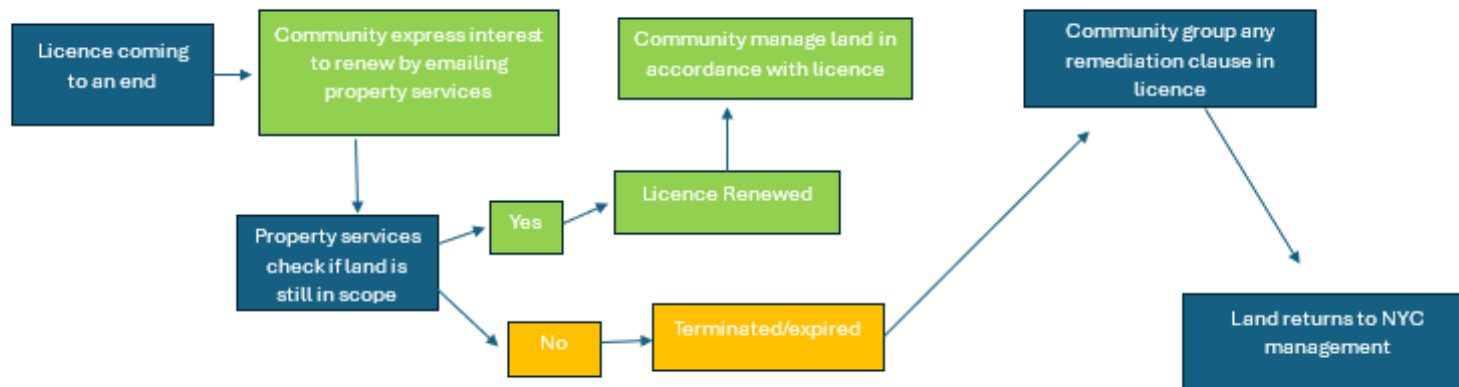 Licence coming
to an end
Community express interest
to renew by emailing
property services
Property services
check if land is
still in scope
Yes
Licence Renewed
Community manage land in
accordance with licence
No
Terminated/expired
Community group any
remediation clause in
licence
Land returns to NYC
management